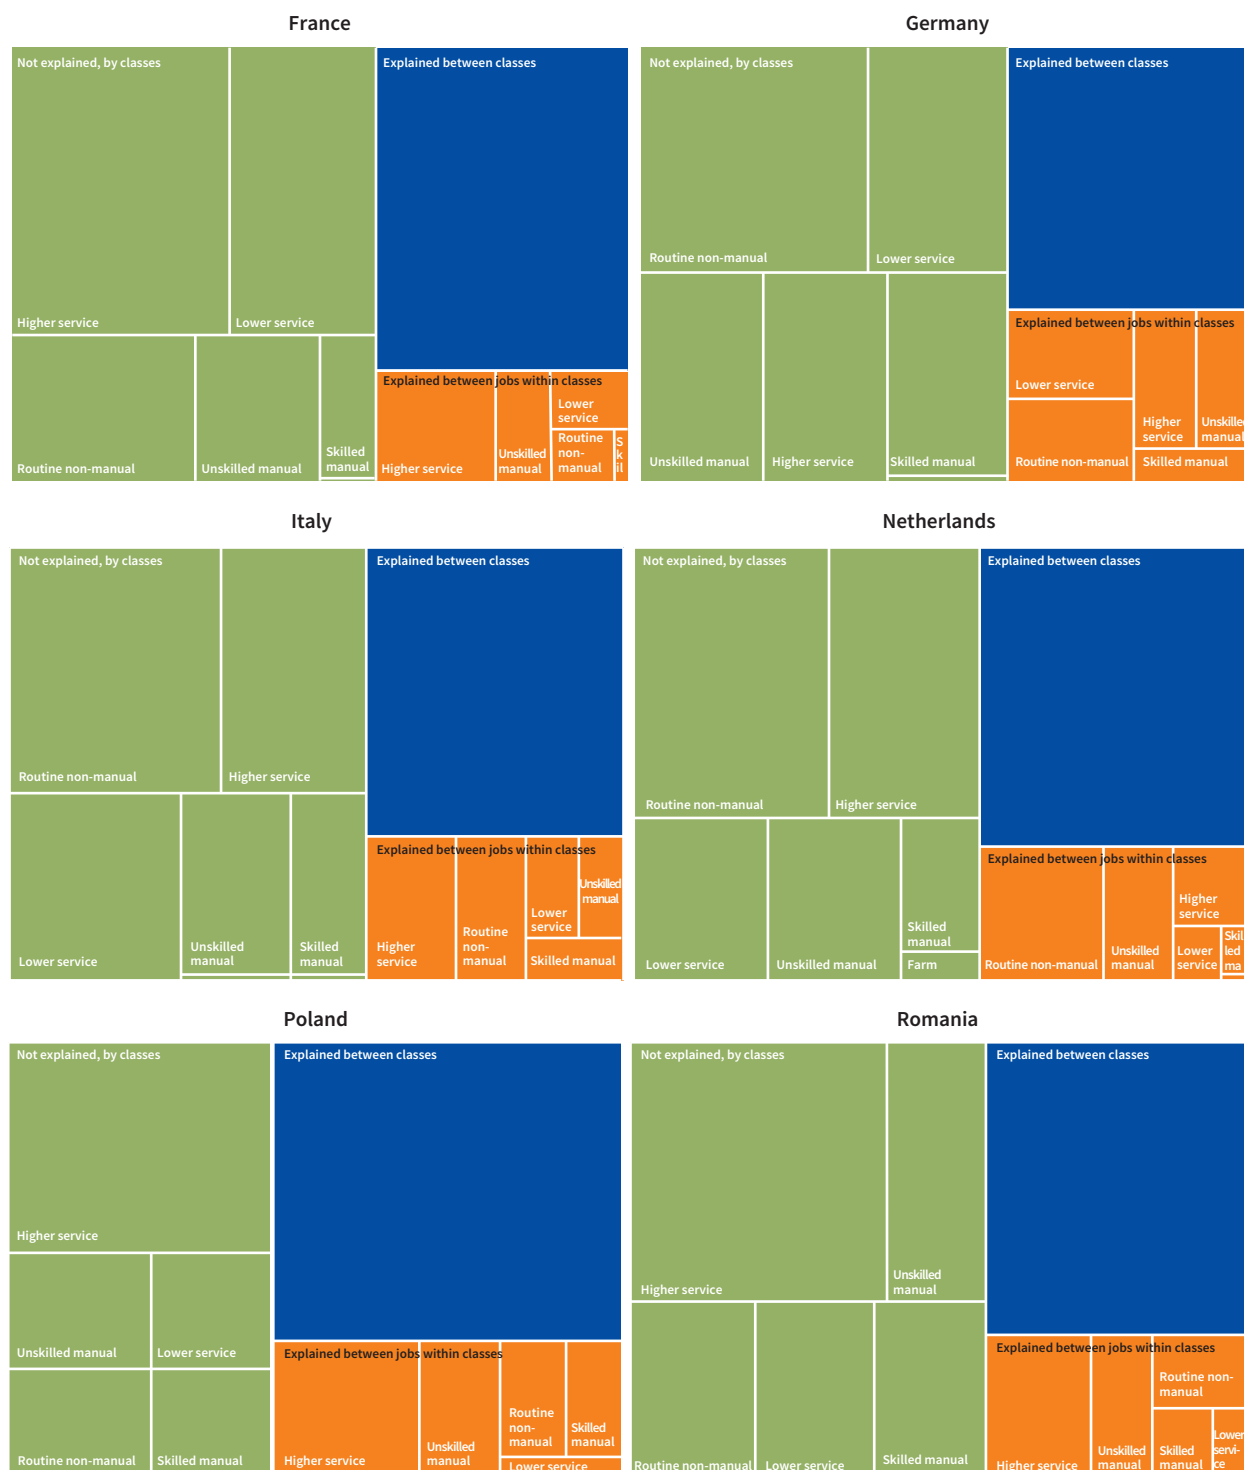 France
Not explained, by classes
Explained between classes
Higher service
Lower service
Explained between jobs within classes
Lower
service
Routine non-manual
Unskilled manual
Skilled
manual
Higher service
Unskilled
manual
Routine
non-
manual
S
k
il
Germany
Not explained, by classes
Explained between classes
Routine non-manual
Lower service
Explained between jobs within classes
Lower service
Higher
service
Unskilled
manual
Unskilled manual
Higher service
Skilled manual
Routine non-manual
Skilled manual
Italy
Not explained, by classes
Explained between classes
Routine non-manual
Higher service
Explained between jobs within classes
Unskilled
manual
Lower
service
Lower service
Unskilled
manual
Skilled
manual
Higher
service
Routine
non-
manual
Skilled manual
Netherlands
Not explained, by classes
Explained between classes
Routine non-manual
Higher service
Explained between jobs within classes
Higher
service
Skilled
manual
Lower service
Unskilled manual
Farm
Routine non-manual
Unskilled
manual
Lower
service
Skil
led
ma
Poland
Not explained, by classes
Explained between classes
Higher service
Unskilled manual
Lower service
Explained between jobs within classes
Routine non-manual
Skilled manual
Higher service
Unskilled
manual
Routine
non-
manual
Skilled
manual
Lower service
Romania
Not explained, by classes
Explained between classes
Higher service
Unskilled
manual
Explained between jobs within classes
Routine non-
manual
Routine non-manual
Lower service
Skilled manual
Higher service
Unskilled
manual
Skilled
manual
Lower
servi-
ce